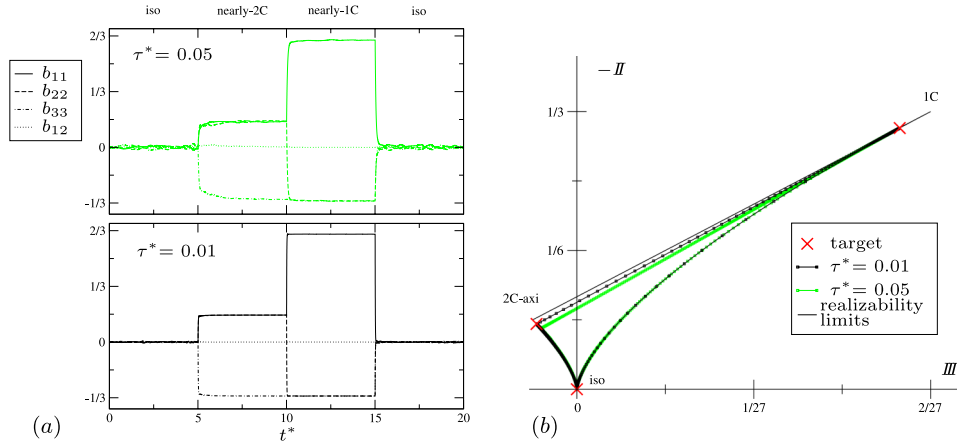 iso nearly-2C nearly-1C iso
2/3
τ* = 0.05
1/3
0
-1/3
b11
b22
b33
b12
2/3
τ* = 0.01
1/3
0
-1/3
0 5 10 15 20
(a) t*
−II
1/3
1C
1/6
2C-axi
target
τ* = 0.01
τ* = 0.05
realizability
limits
iso
III
0 1/27 2/27
(b)